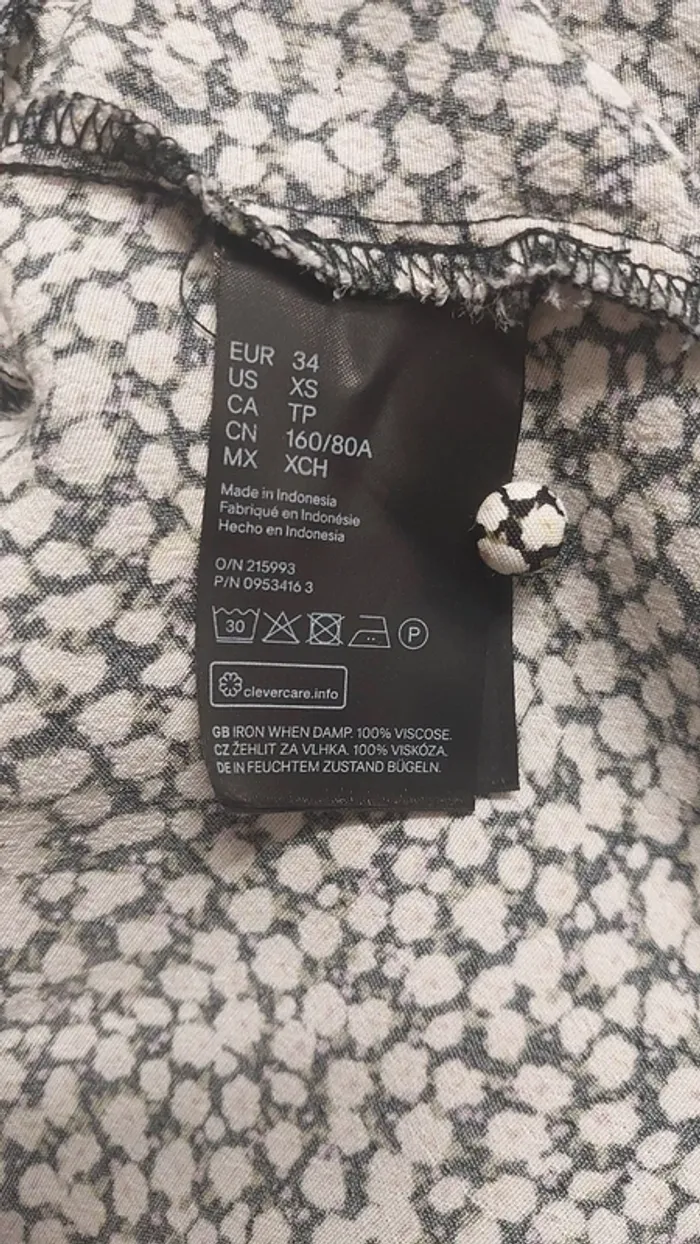 EUR 34
US XS
CA TP
CN 160/80A
MX XCH
Made in Indonesia
Fabriqué en Indonésie
Hecho en Indonesia
O/N 215993
P/N 0953416 3
30 P
clevercare.info
GB IRON WHEN DAMP. 100% VISCOSE.
CZ ŽEHLIT ZA VLHKA. 100% VISKÓZA.
DE IN FEUCHTEM ZUSTAND BÜGELN.